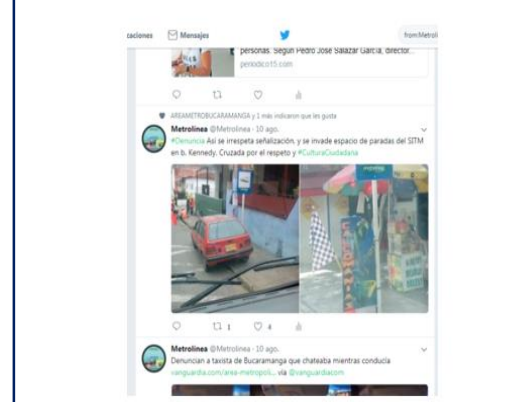 caciones Mensajes from:Metroli
personas. Según Pedro José Salazar García, director...
periodico15.com
AREAMETROBUCARAMANGA y 1 más indicaron que les gusta
Metrolinea @Metrolinea · 10 ago.
#Denuncia Asi se irrespeta señalización, y se invade espacio de paradas del SITM
en b. Kennedy. Cruzada por el respeto y #CulturaCiudadana
1 4
Metrolinea @Metrolinea · 10 ago.
Denuncian a taxista de Bucaramanga que chateaba mientras conducía
vanguardia.com/area-metropoli... vía @vanguardiacom